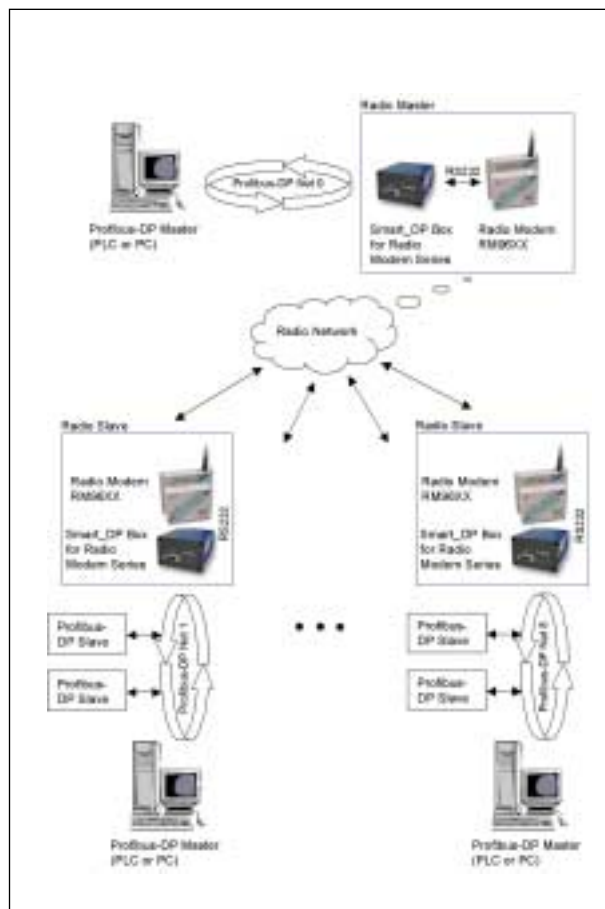 Radio Master
RS232
Profibus-DP Net 0
Profibus-DP Master
(PLC or PC)
Smart_DP Box
for Radio
Modem Series
Radio Modem
RM96XX
Radio Network
Radio Slave
Radio Modem
RM96XX
Smart_DP Box
for Radio
Modem Series
RS232
Radio Slave
Radio Modem
RM96XX
Smart_DP Box
for Radio
Modem Series
RS232
Profibus-
DP Slave
Profibus-
DP Slave
Profibus-DP Net 1
Profibus-DP Master
(PLC or PC)
• • •
Profibus-
DP Slave
Profibus-
DP Slave
Profibus-DP Net
Profibus-DP Master
(PLC or PC)